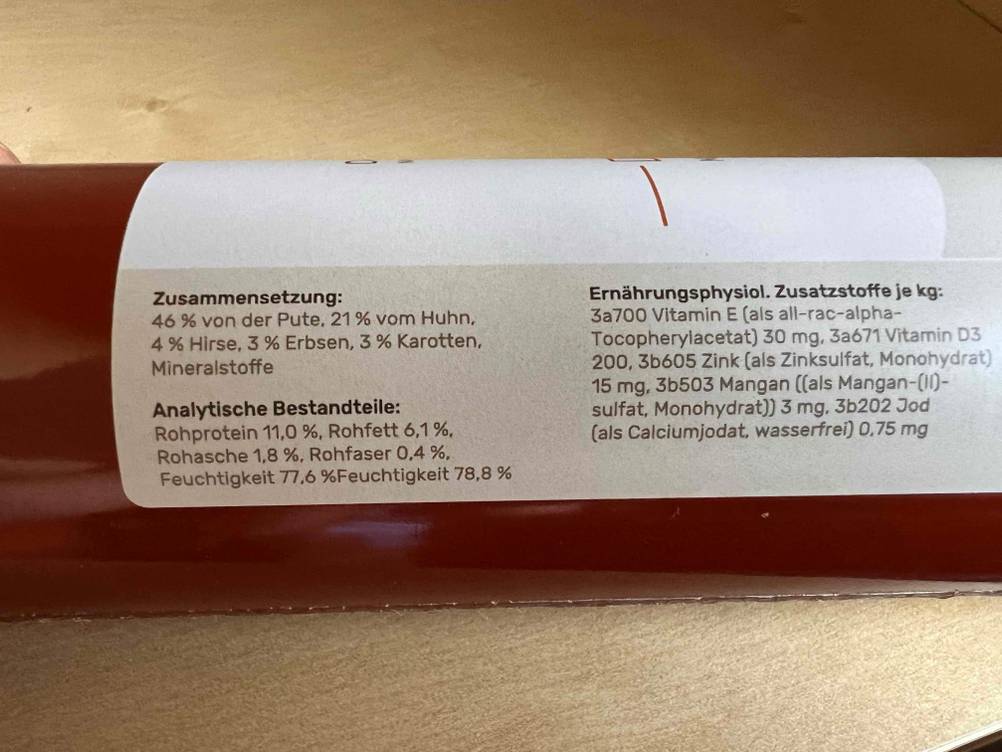 Zusammensetzung:
46 % von der Pute, 21 % vom Huhn,
4 % Hirse, 3 % Erbsen, 3 % Karotten,
Mineralstoffe
Analytische Bestandteile:
Rohprotein 11,0 %, Rohfett 6,1 %,
Rohasche 1,8 %, Rohfaser 0,4 %,
Feuchtigkeit 77,6 %Feuchtigkeit 78,8 %
Ernährungsphysiol. Zusatzstoffe je kg:
3a700 Vitamin E (als all-rac-alpha-
Tocopherylacetat) 30 mg, 3a671 Vitamin D3
200, 3b605 Zink (als Zinksulfat, Monohydrat)
15 mg, 3b503 Mangan ((als Mangan-(II)-
sulfat, Monohydrat)) 3 mg, 3b202 Jod
(als Calciumjodat, wasserfrei) 0,75 mg